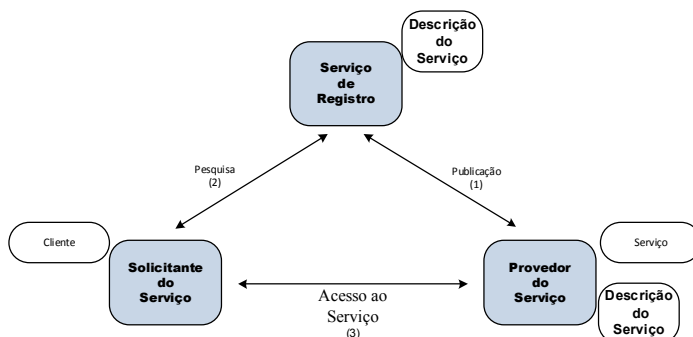 Descrição
do
Serviço
Serviço
de
Registro
Pesquisa
(2)
Publicação
(1)
Cliente
Serviço
Solicitante
do
Serviço
Provedor
do
Serviço
Acesso ao
Serviço
(3)
Descrição
do
Serviço